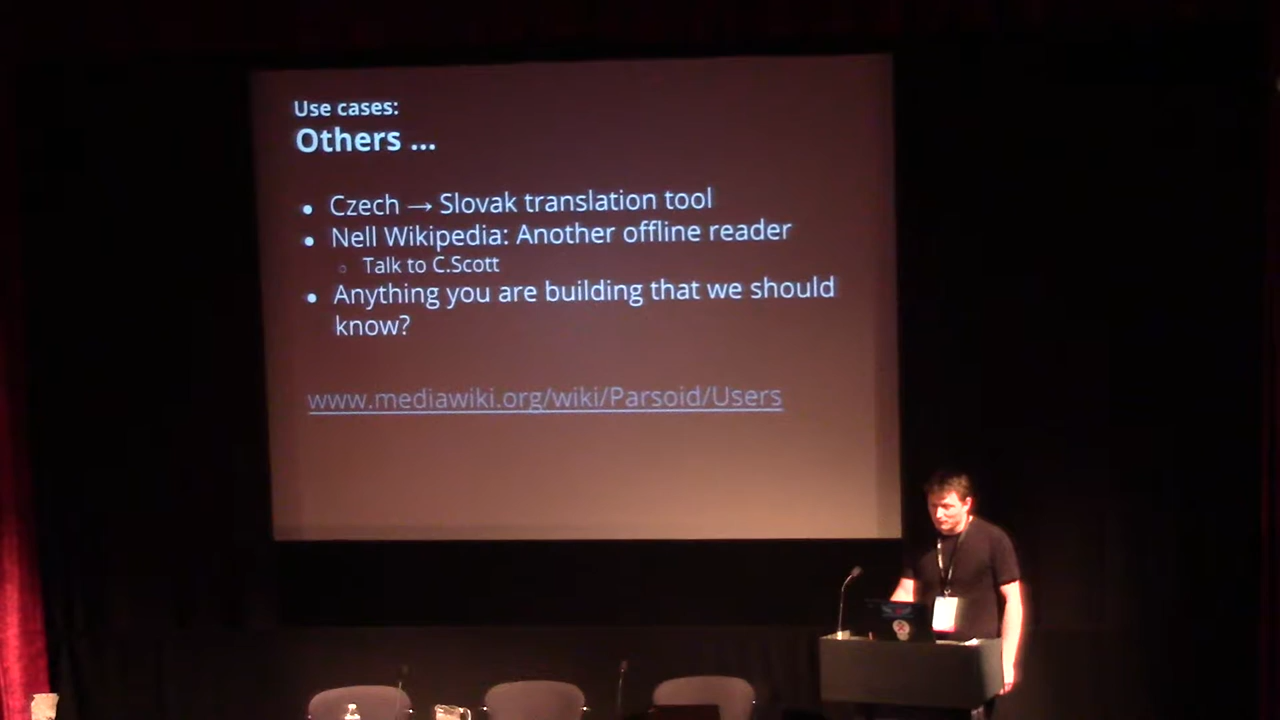 Use cases:
Others ...
• Czech → Slovak translation tool
• Nell Wikipedia: Another offline reader
○ Talk to C.Scott
• Anything you are building that we should
know?
www.mediawiki.org/wiki/Parsoid/Users